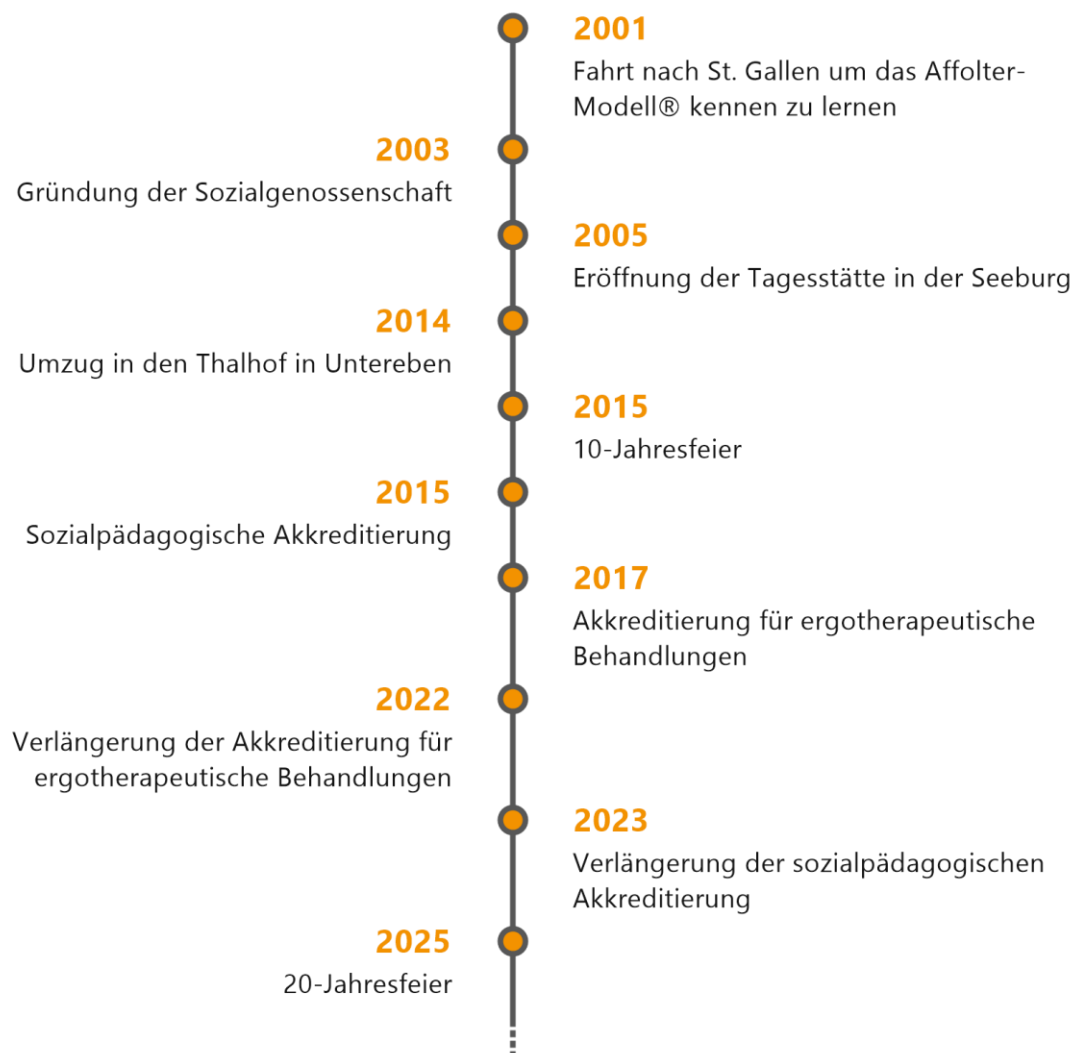 2001
Fahrt nach St. Gallen um das Affolter-
Modell® kennen zu lernen
2003
Gründung der Sozialgenossenschaft
2005
Eröffnung der Tagesstätte in der Seeburg
2014
Umzug in den Thalhof in Untereben
2015
10-Jahresfeier
2015
Sozialpädagogische Akkreditierung
2017
Akkreditierung für ergotherapeutische
Behandlungen
2022
Verlängerung der Akkreditierung für
ergotherapeutische Behandlungen
2023
Verlängerung der sozialpädagogischen
Akkreditierung
2025
20-Jahresfeier